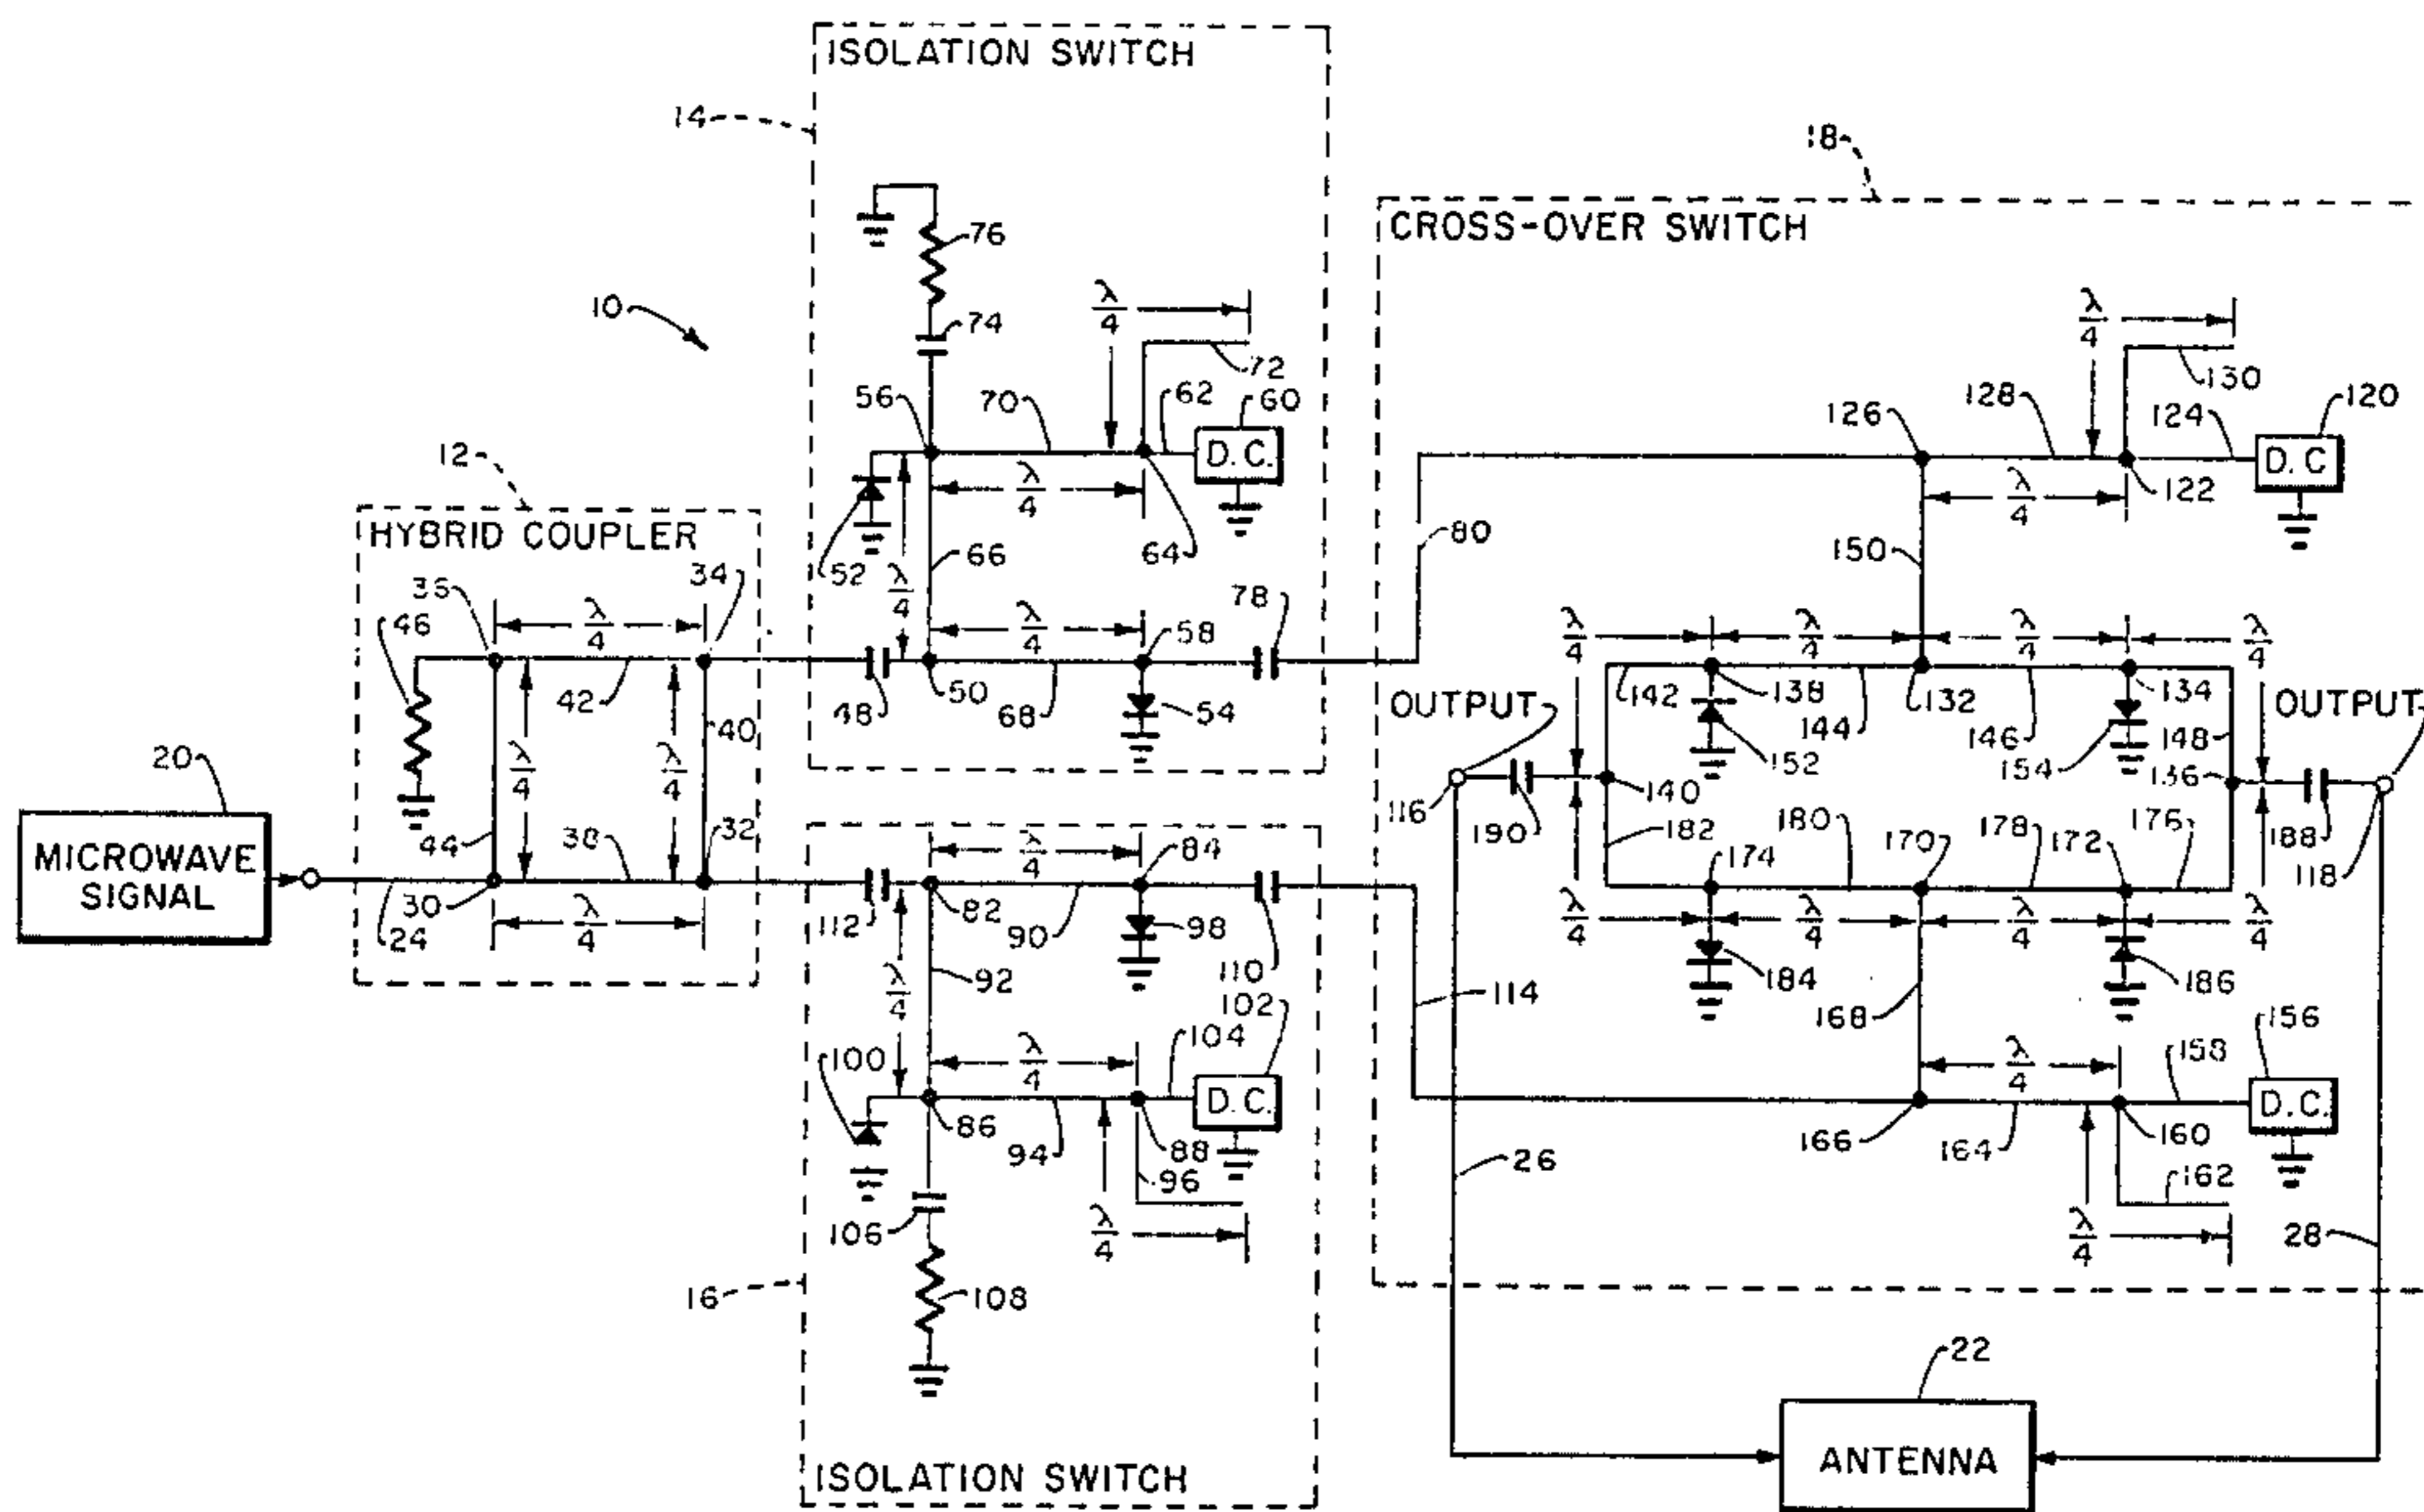 ISOLATION SWITCH
14
18
CROSS-OVER SWITCH
76
10
74
λ/4
λ/4
72
130
56
70
62
60
126
128
124
120
D.C.
D.C
12
λ/4
λ/4
122
HYBRID COUPLER
52
66
64
80
150
36
34
λ/4
78
46
λ/4
λ/4
58
λ/4
λ/4
λ/4
λ/4
42
48
50
68
54
OUTPUT
142
138
144
132
146
134
OUTPUT
40
20
λ/4
λ/4
152
154
148
136
116
190
140
MICROWAVE SIGNAL
44
38
32
λ/4
84
182
180
170
178
172
176
188
118
174
30
24
λ/4
112
82
90
98
110
λ/4
λ/4
λ/4
λ/4
λ/4
92
102
114
184
186
168
100
λ/4
104
D.C.
λ/4
158
156
D.C.
86
94
88
96
166
164
160
162
26
106
λ/4
λ/4
28
16
108
22
ANTENNA
ISOLATION SWITCH